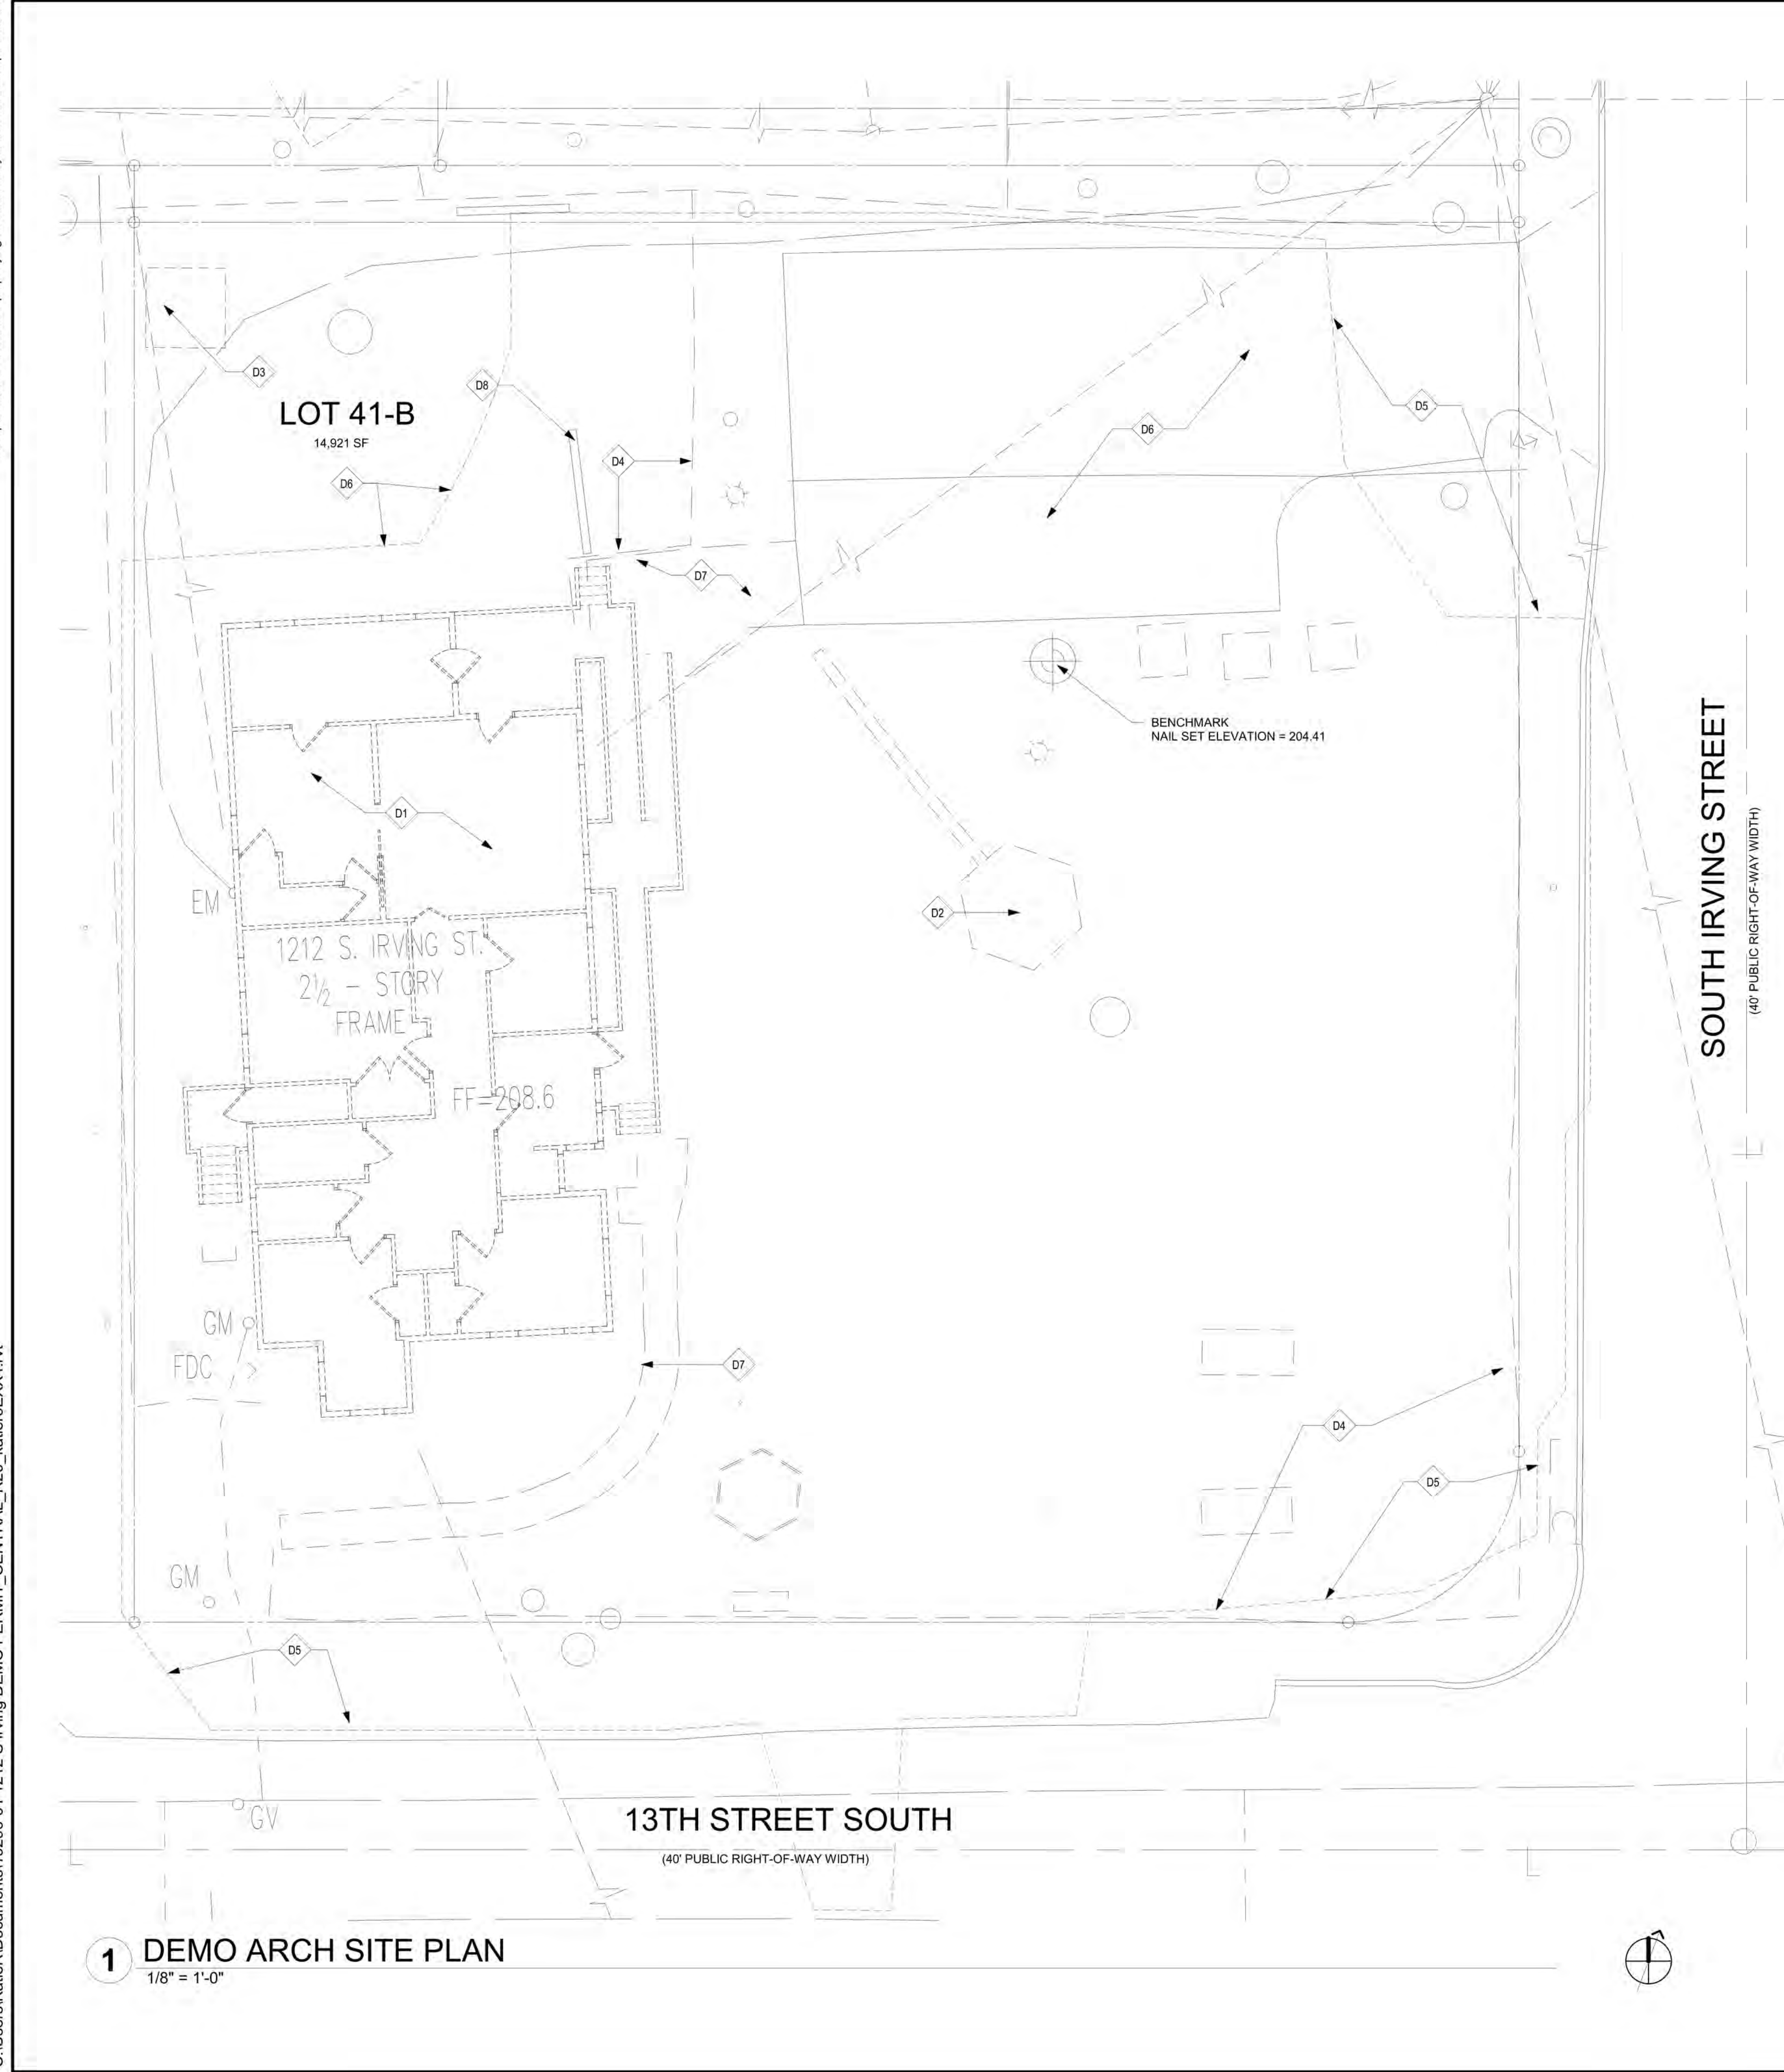 D3
D8
LOT 41-B
14,921 SF
D5
D6
D4
D6
D7
BENCHMARK
NAIL SET ELEVATION = 204.41
D1
EM
D2
1212 S. IRVING ST.
2½ - STORY
FRAME
FF=208.6
SOUTH IRVING STREET
(40' PUBLIC RIGHT-OF-WAY WIDTH)
GM
FDC
D7
D4
D5
GM
D5
GV
13TH STREET SOUTH
(40' PUBLIC RIGHT-OF-WAY WIDTH)
1 DEMO ARCH SITE PLAN
1/8" = 1'-0"